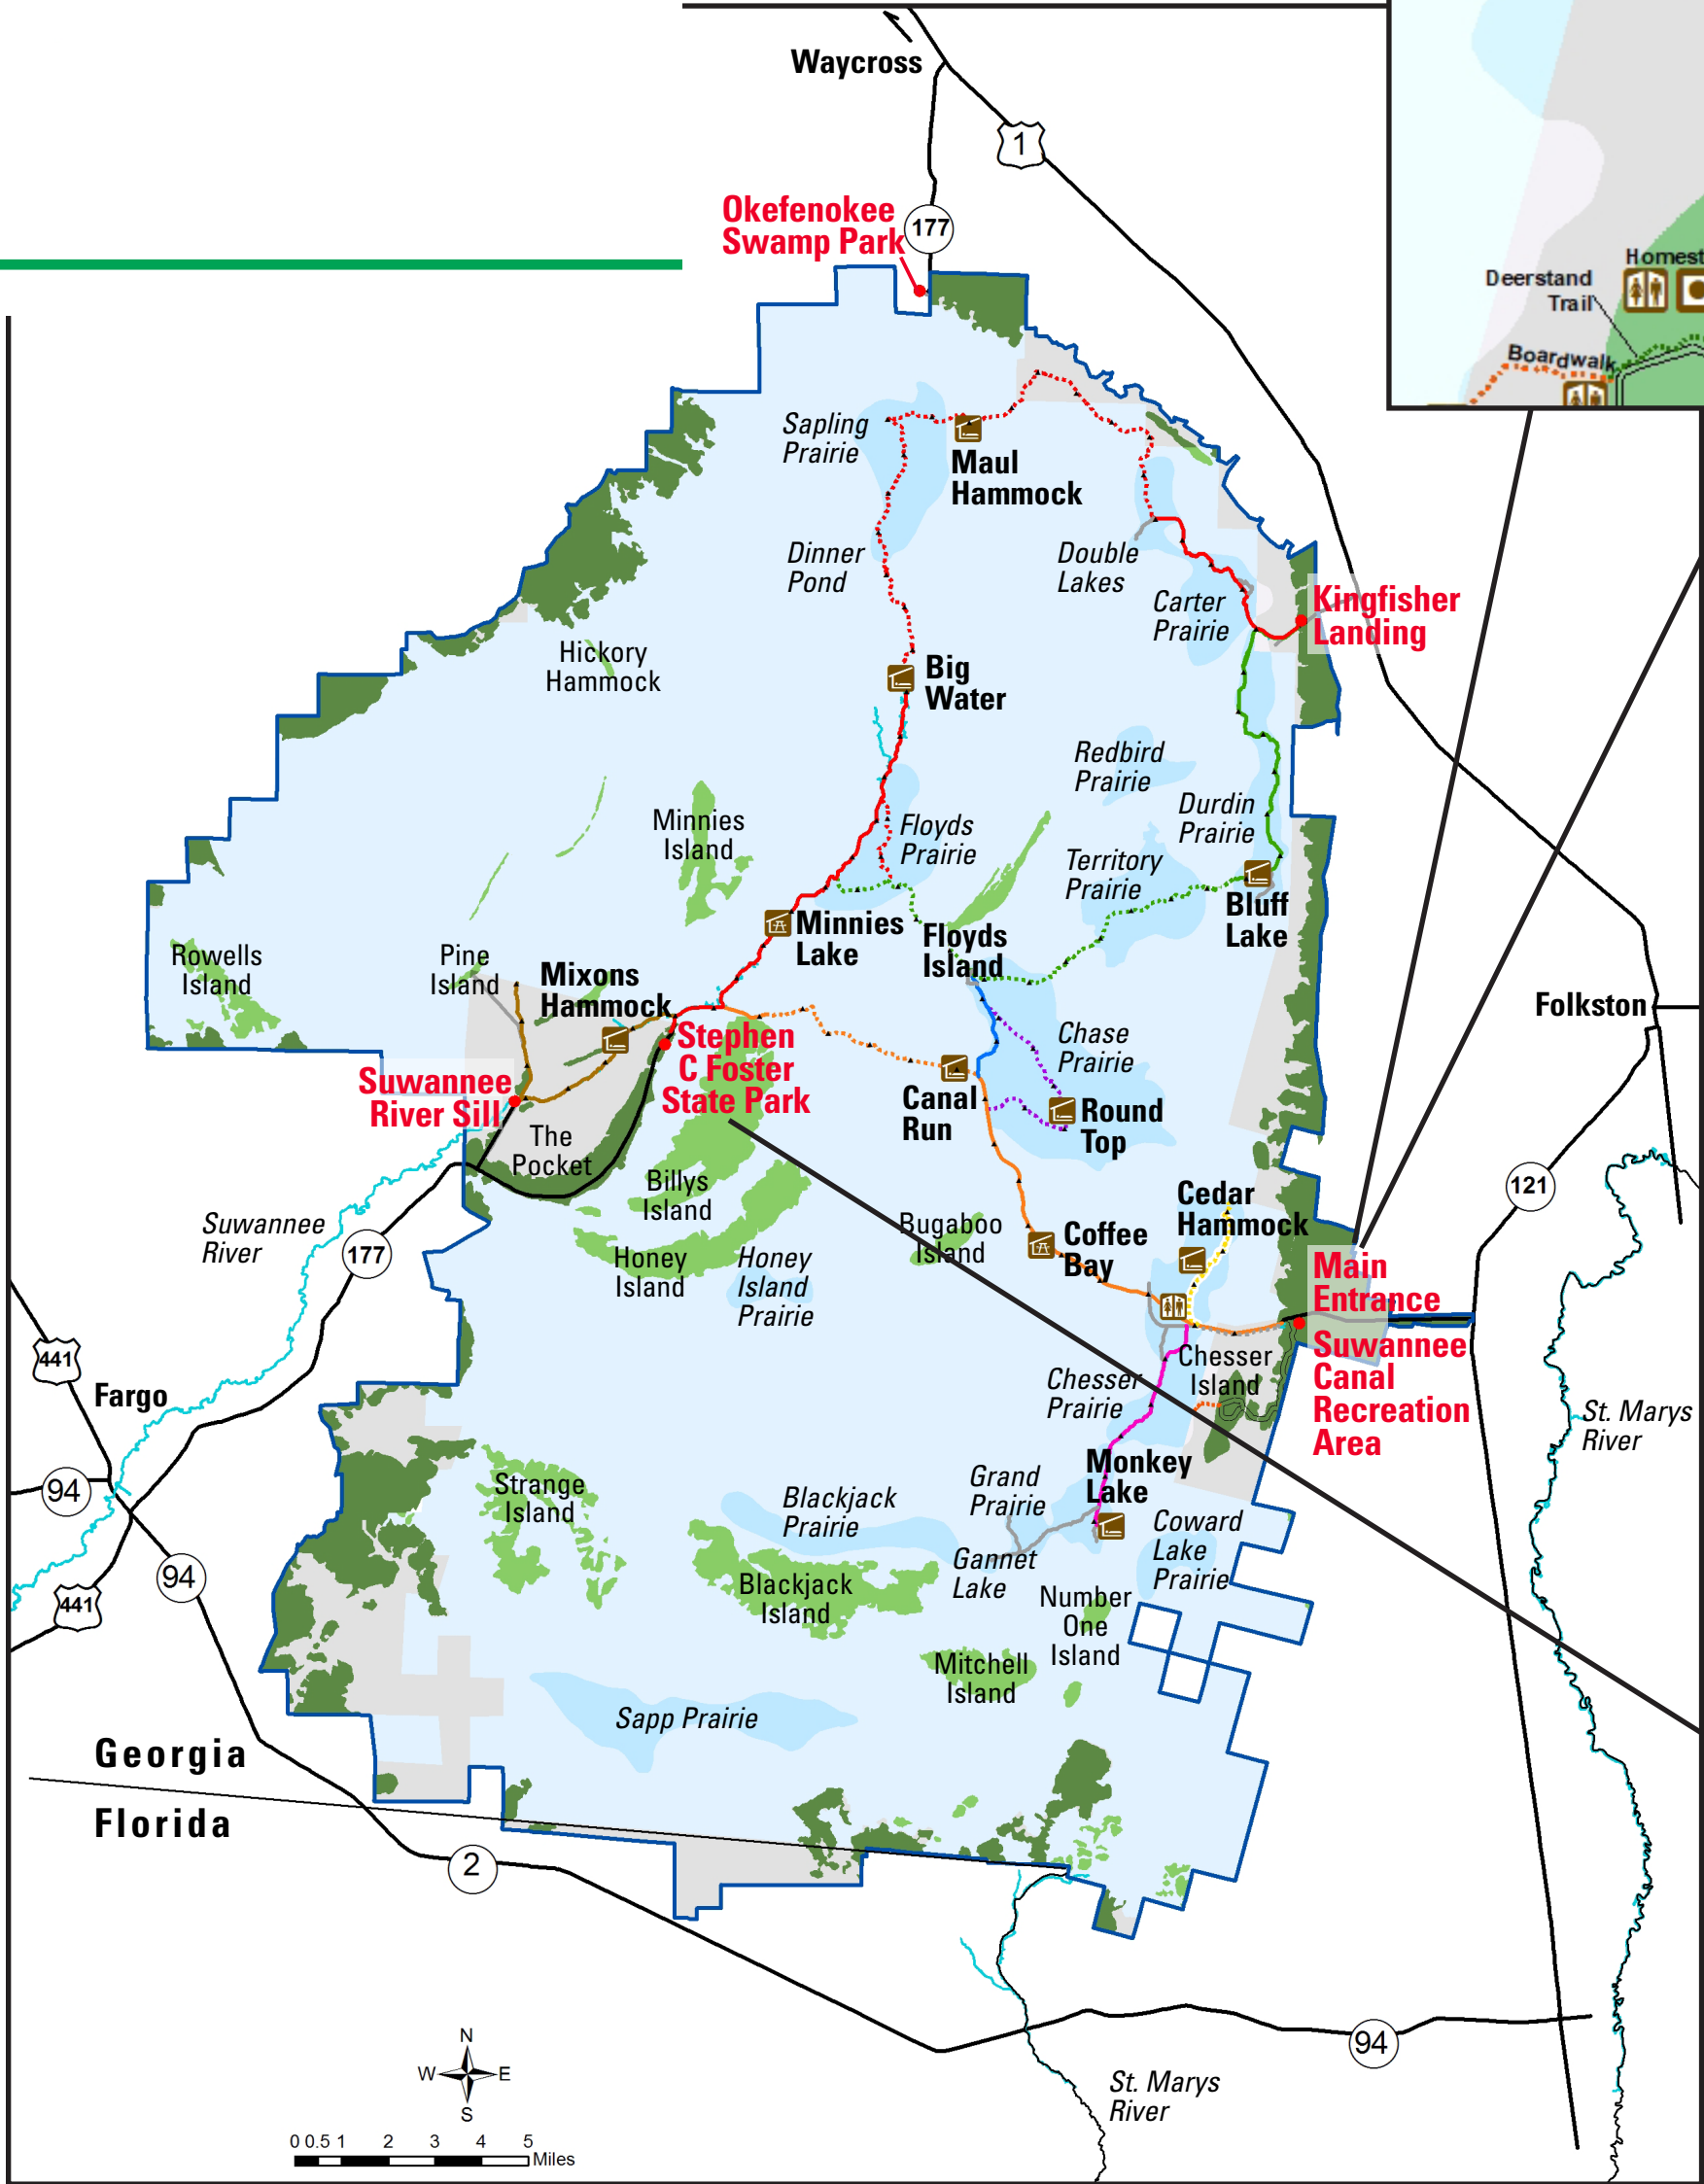 Waycross
1
Okefenokee
Swamp Park
177
Deerstand
Trail
Boardwalk
Sapling
Prairie
Maul
Hammock
Dinner
Pond
Double
Lakes
Carter
Prairie
Kingfisher
Landing
Hickory
Hammock
Big
Water
Redbird
Prairie
Durdin
Prairie
Minnies
Island
Floyds
Prairie
Territory
Prairie
Bluff
Lake
Minnies
Lake
Floyds
Island
Rowells
Island
Pine
Island
Mixons
Hammock
Folkston
Stephen
C Foster
State Park
Chase
Prairie
Suwannee
River Sill
Canal
Run
Round
Top
The
Pocket
Billys
Island
121
Cedar
Hammock
Suwannee
River
177
Bugaboo
Island
Coffee
Bay
Honey
Island
Honey
Island
Prairie
Main
Entrance
Suwannee
Canal
Recreation
Area
441
Fargo
Chesser
Island
Chesser
Prairie
St. Marys
River
94
Strange
Island
Monkey
Lake
Grand
Prairie
Blackjack
Prairie
Coward
Lake
Prairie
94
441
Gannet
Lake
Blackjack
Island
Number
One
Island
Mitchell
Island
Sapp Prairie
Georgia
Florida
2
94
N
W E
S
St. Marys
River
0 0.5 1 2 3 4 5
Miles